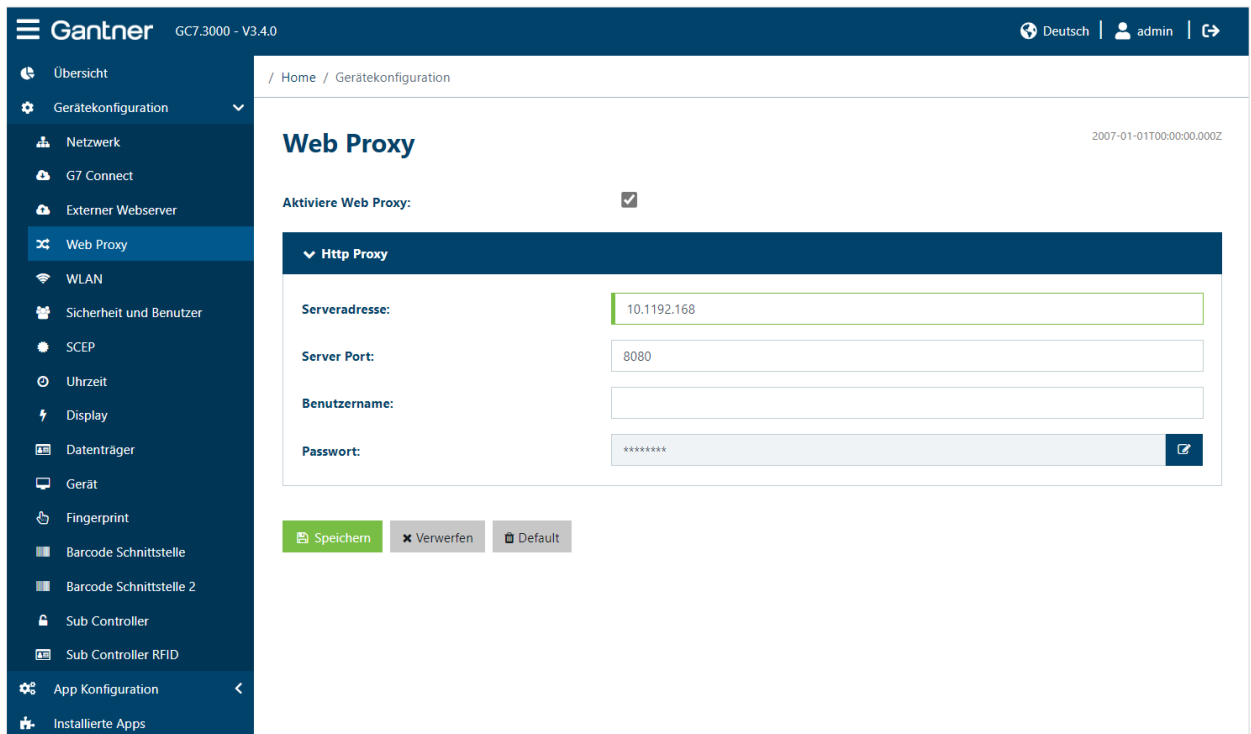 Gantner GC7.3000 - V3.4.0
Deutsch | admin
Übersicht
Gerätekonfiguration
Netzwerk
G7 Connect
Externer Webserver
Web Proxy
WLAN
Sicherheit und Benutzer
SCEP
Uhrzeit
Display
Datenträger
Gerät
Fingerprint
Barcode Schnittstelle
Barcode Schnittstelle 2
Sub Controller
Sub Controller RFID
App Konfiguration
Installierte Apps
/ Home / Gerätekonfiguration
Web Proxy
2007-01-01T00:00:00.000Z
Aktiviere Web Proxy:
Http Proxy
Serveradresse: 10.1192.168
Server Port: 8080
Benutzername:
Passwort: ********
Speichern Verwerfen Default